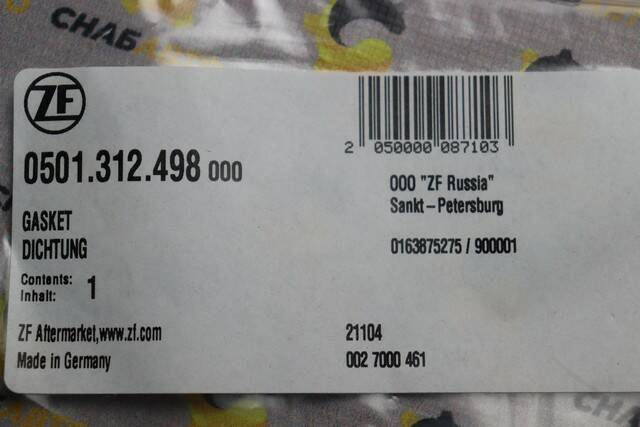 СНАБ
ZF
0501.312.498 000
GASKET
DICHTUNG
Contents:
Inhalt: 1
ZF Aftermarket,www.zf.com
Made in Germany
2 050000 087103
000 "ZF Russia"
Sankt-Petersburg
0163875275 / 900001
21104
002 7000 461
СНАБ